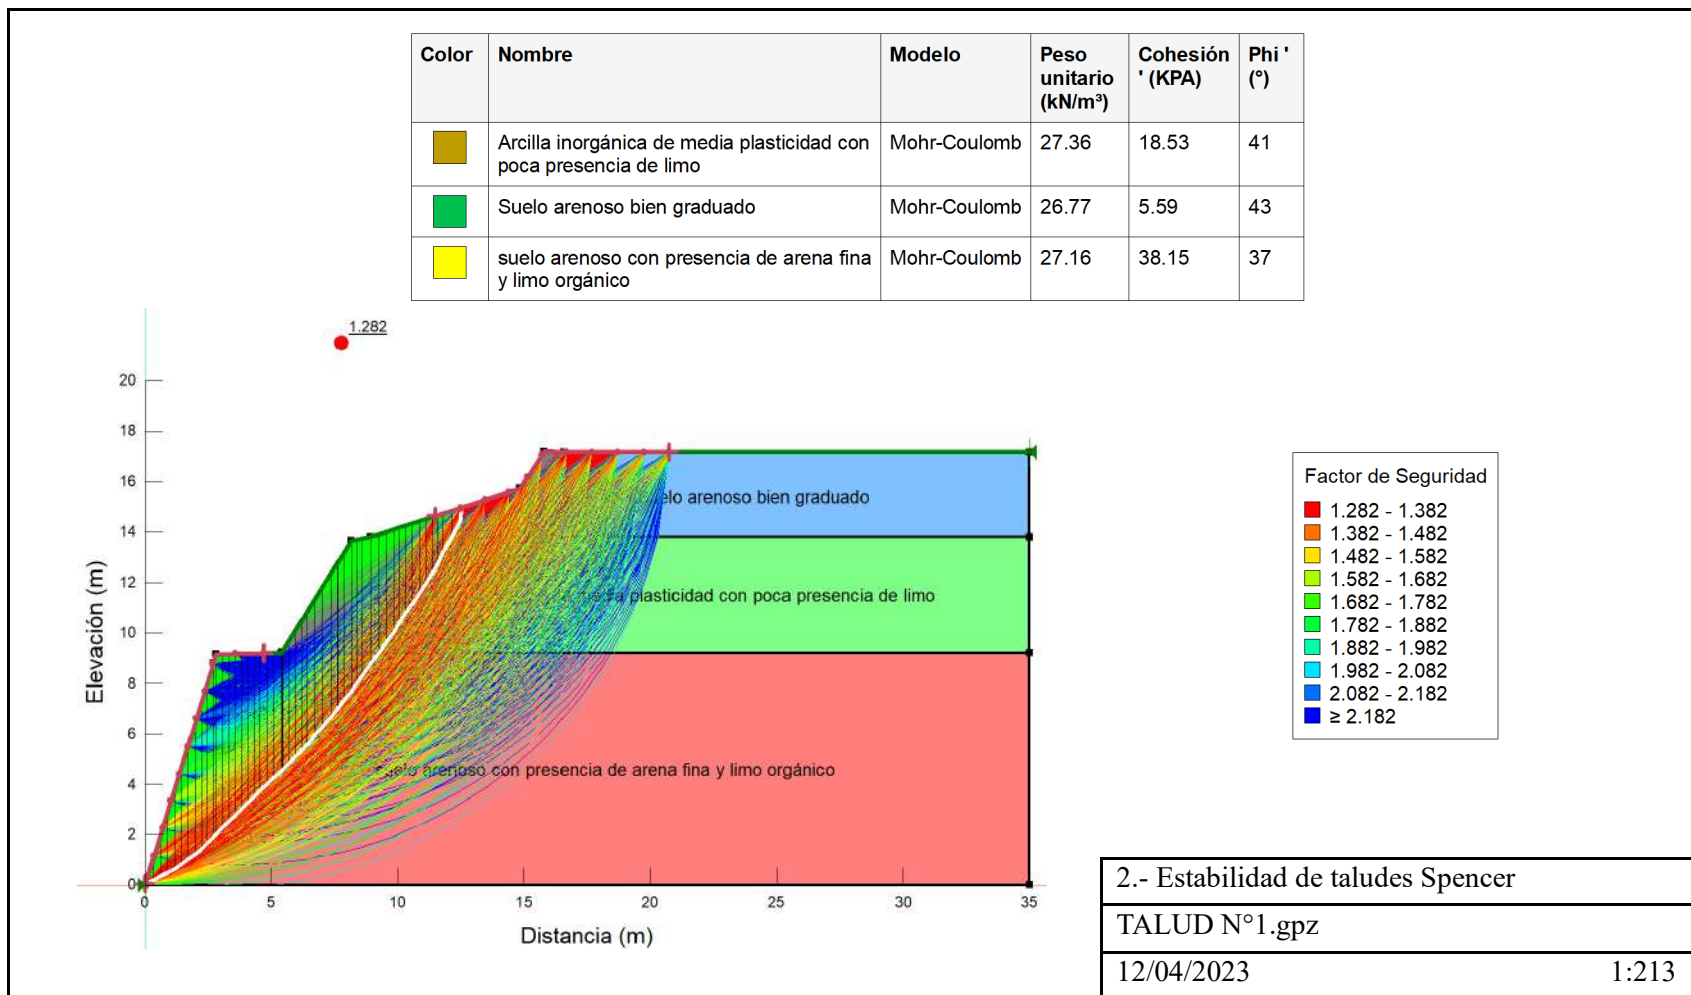 Color Nombre Modelo Peso unitario (kN/m³) Cohesión ' (KPA) Phi ' (°)
Arcilla inorgánica de media plasticidad con poca presencia de limo Mohr-Coulomb 27.36 18.53 41
Suelo arenoso bien graduado Mohr-Coulomb 26.77 5.59 43
suelo arenoso con presencia de arena fina y limo orgánico Mohr-Coulomb 27.16 38.15 37
1.282
20
18
16
14
12
10
8
6
4
2
0
Elevación (m)
arenoso bien graduado
plasticidad con poca presencia de limo
suelo arenoso con presencia de arena fina y limo orgánico
0 5 10 15 20 25 30 35
Distancia (m)
Factor de Seguridad
1.282 - 1.382
1.382 - 1.482
1.482 - 1.582
1.582 - 1.682
1.682 - 1.782
1.782 - 1.882
1.882 - 1.982
1.982 - 2.082
2.082 - 2.182
≥ 2.182
2.- Estabilidad de taludes Spencer
TALUD N°1.gpz
12/04/2023 1:213